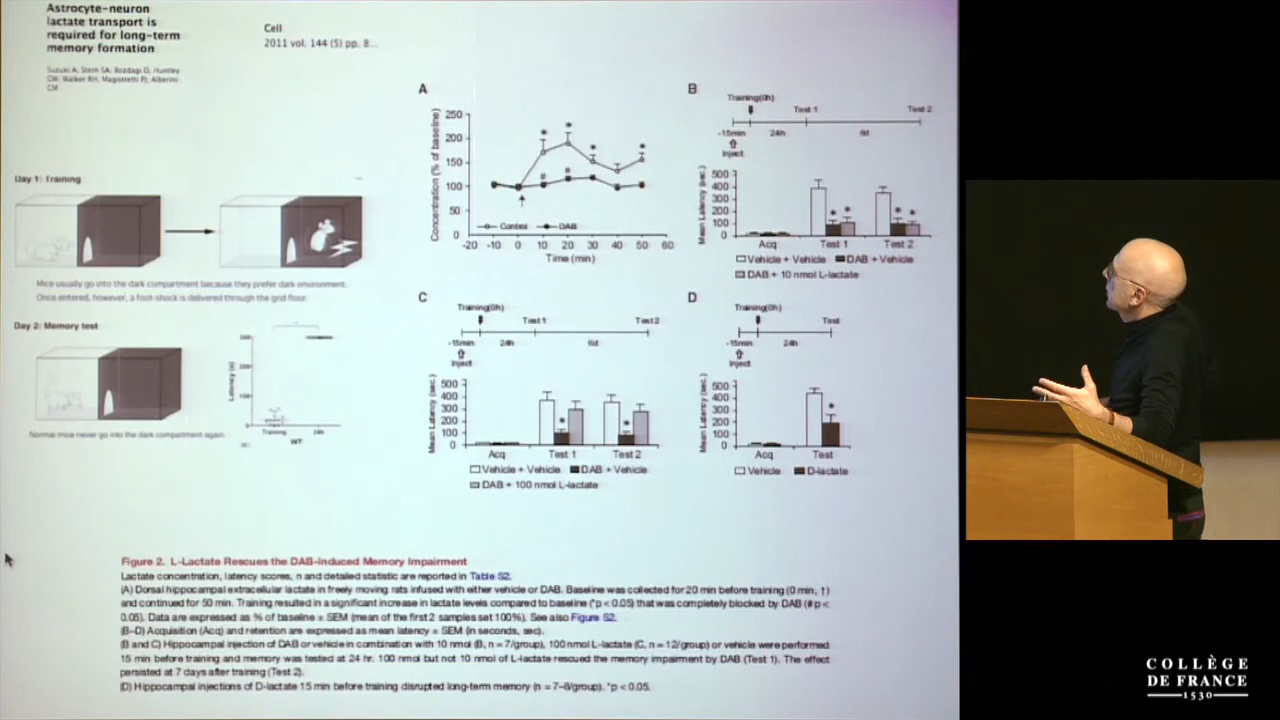 Astrocyte-neuron
lactate transport is
required for long-term
memory formation
Cell
2011 vol. 144 (5) pp. 8...
Suzuki A, Stern SA, Bozdagi O, Huntley
GW, Walker RH, Magistretti PJ, Alberini
CM
Day 1: Training
Mice usually go into the dark compartment because they prefer dark environment.
Once entered, however, a foot-shock is delivered through the grid floor.
Day 2: Memory test
Latency (s)
Training
24h
WT
Normal mice never go into the dark compartment again.
A
Concentration (% of baseline)
250
200
150
100
50
0
-20 -10 0 10 20 30 40 50 60
Time (min)
Control DAB
B
Training(0h)
Test 1
Test 2
-15min
24h
6d
Inject
Mean Latency (sec.)
500
400
300
200
100
0
Acq Test 1 Test 2
Vehicle + Vehicle DAB + Vehicle
DAB + 10 nmol L-lactate
C
Training(0h)
Test1
Test2
-15min
24h
6d
Inject
Mean Latency (sec.)
500
400
300
200
100
0
Acq Test 1 Test 2
Vehicle + Vehicle DAB + Vehicle
DAB + 100 nmol L-lactate
D
Training(0h)
Test
-15min
24h
Inject
Mean Latency (sec.)
500
400
300
200
100
0
Acq Test
Vehicle D-lactate
Figure 2. L-Lactate Rescues the DAB-Induced Memory Impairment
Lactate concentration, latency scores, n and detailed statistic are reported in Table S2.
(A) Dorsal hippocampal extracellular lactate in freely moving rats infused with either vehicle or DAB. Baseline was collected for 20 min before training (0 min, ↑)
and continued for 50 min. Training resulted in a significant increase in lactate levels compared to baseline (*p < 0.05) that was completely blocked by DAB (# p <
0.05). Data are expressed as % of baseline ± SEM (mean of the first 2 samples set 100%). See also Figure S2.
(B–D) Acquisition (Acq) and retention are expressed as mean latency ± SEM (in seconds, sec).
(B and C) Hippocampal injection of DAB or vehicle in combination with 10 nmol (B, n = 7/group), 100 nmol L-lactate (C, n = 12/group) or vehicle were performed
15 min before training and memory was tested at 24 hr. 100 nmol but not 10 nmol of L-lactate rescued the memory impairment by DAB (Test 1). The effect
persisted at 7 days after training (Test 2).
(D) Hippocampal injections of D-lactate 15 min before training disrupted long-term memory (n = 7–8/group). *p < 0.05.
COLLÈGE
DE FRANCE
1530